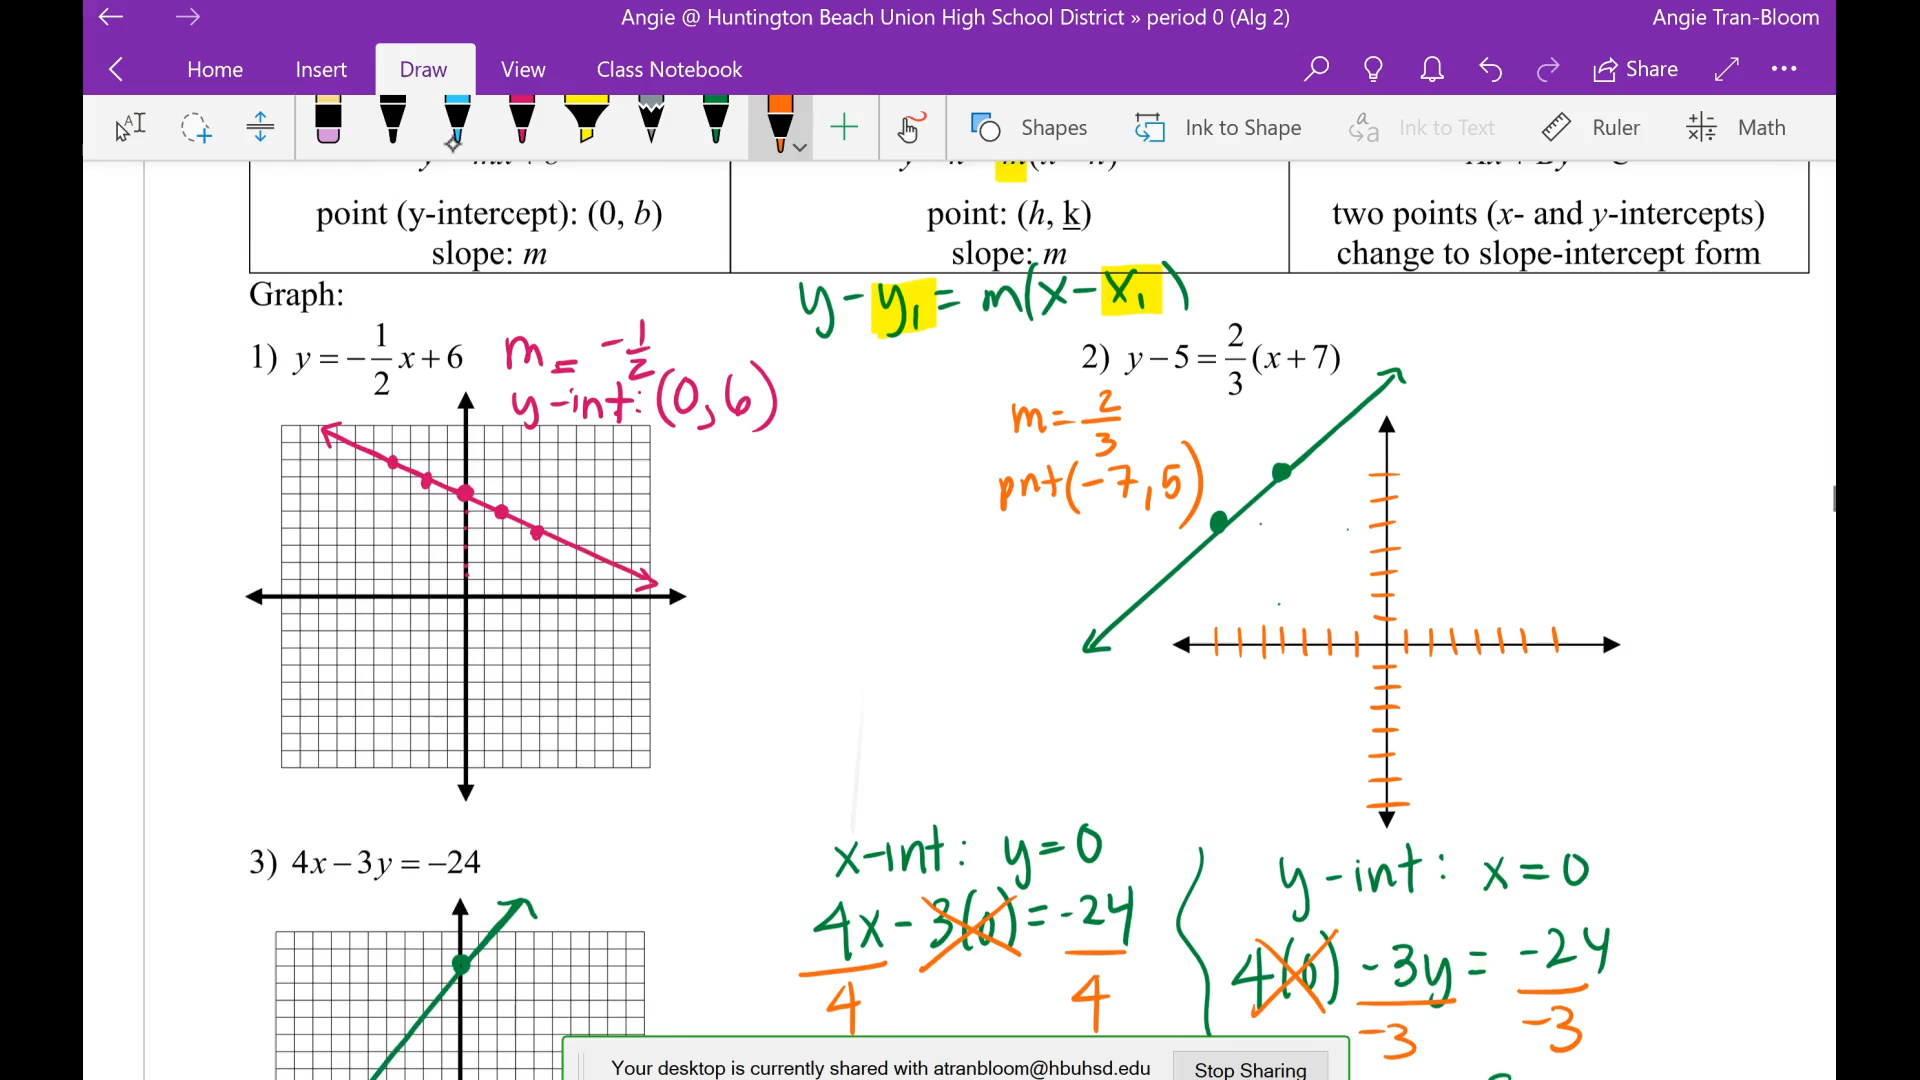 Angie @ Huntington Beach Union High School District » period 0 (Alg 2)
Angie Tran-Bloom
Home Insert Draw View Class Notebook
Share
Shapes Ink to Shape Ink to Text Ruler Math
point (y-intercept): (0, b)
slope: m
point: (h, k)
slope: m
two points (x- and y-intercepts)
change to slope-intercept form
Graph:
y - y₁ = m(x - x₁)
1) y = -1/2 x + 6
m = -1/2
y-int: (0, 6)
2) y - 5 = 2/3 (x + 7)
m = 2/3
pnt (-7, 5)
3) 4x - 3y = -24
x-int: y = 0
4x - 3(0) = -24
4 4
y-int: x = 0
4(0) - 3y = -24
-3 -3
Your desktop is currently shared with atranbloom@hbuhsd.edu
Stop Sharing